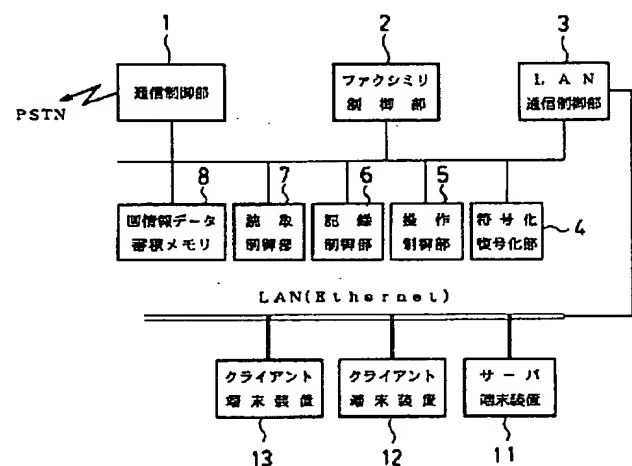 1
2
3
通信制御部
ファクシミリ
制御部
LAN
通信制御部
PSTN
8
7
6
5
画情報データ
蓄積メモリ
読取
制御部
記録
制御部
操作
制御部
符号化
復号化部
4
LAN(Ethernet)
クライアント
端末装置
クライアント
端末装置
サーバ
端末装置
13
12
11